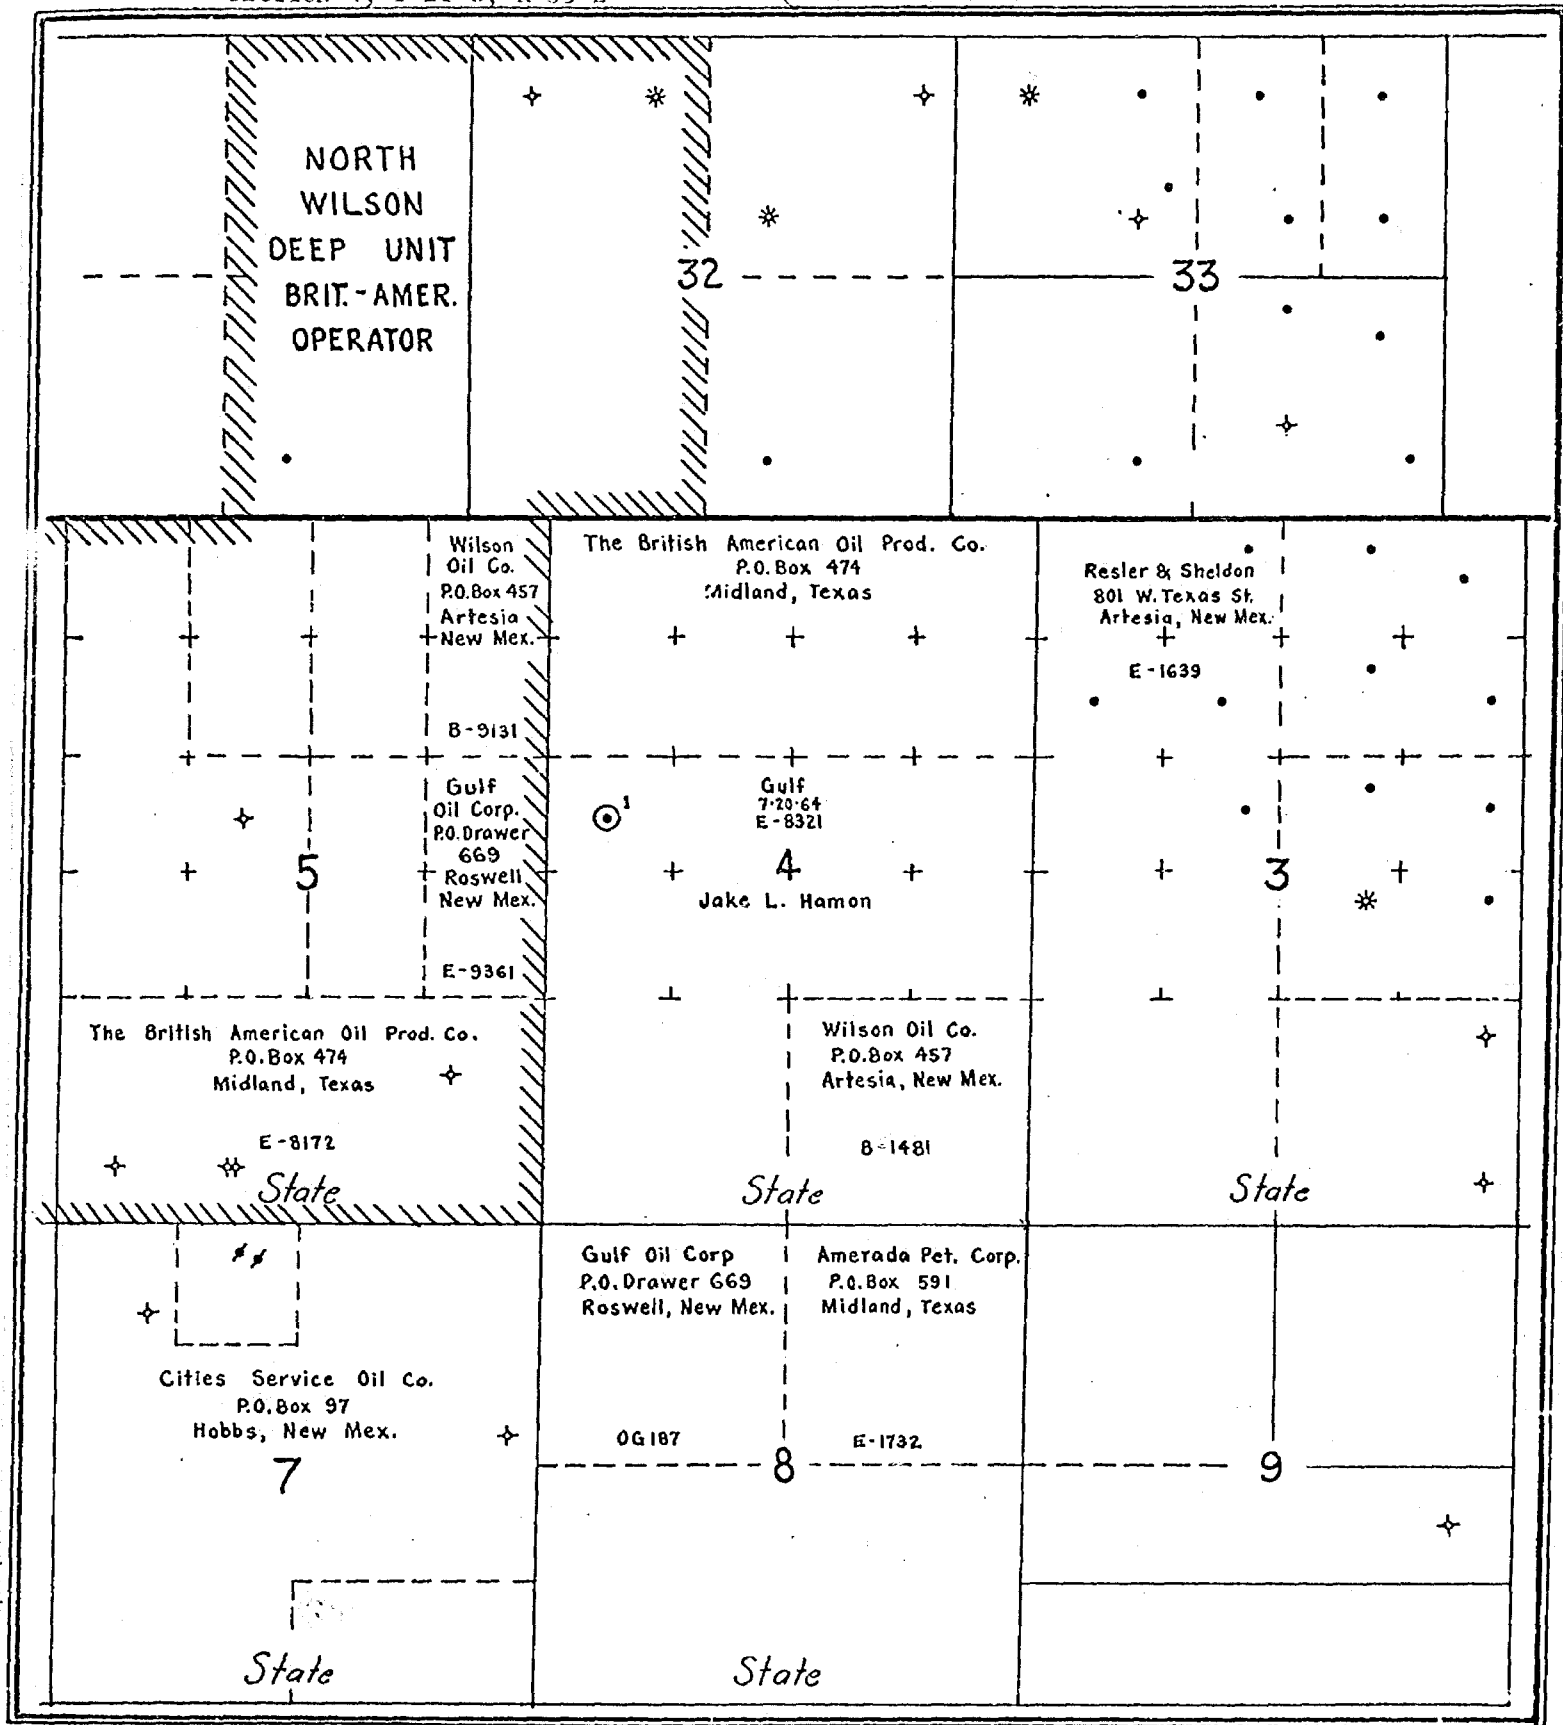 NORTH
WILSON
DEEP UNIT
BRIT.-AMER.
OPERATOR
32
33
Wilson
Oil Co.
P.O.Box 457
Artesia
New Mex.
B-9131
The British American Oil Prod. Co.
P.O. Box 474
Midland, Texas
Resler & Sheldon
801 W. Texas St.
Artesia, New Mex.
E-1639
Gulf
Oil Corp.
P.O. Drawer
669
Roswell
New Mex.
E-9361
5
1
Gulf
7-20-64
E-8321
4
Jake L. Hamon
3
The British American Oil Prod. Co.
P.O. Box 474
Midland, Texas
E-8172
State
Wilson Oil Co.
P.O. Box 457
Artesia, New Mex.
B-1481
State
State
Cities Service Oil Co.
P.O. Box 97
Hobbs, New Mex.
7
State
Gulf Oil Corp
P.O. Drawer 669
Roswell, New Mex.
OG187
Amerada Pet. Corp.
P.O. Box 591
Midland, Texas
E-1732
8
State
9